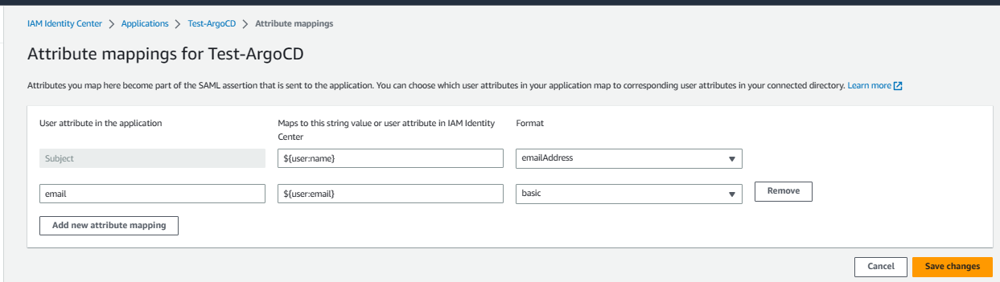 IAM Identity Center > Applications > Test-ArgoCD > Attribute mappings
Attribute mappings for Test-ArgoCD
Attributes you map here become part of the SAML assertion that is sent to the application. You can choose which user attributes in your application map to corresponding user attributes in your connected directory. Learn more
User attribute in the application
Maps to this string value or user attribute in IAM Identity
Center
Format
Subject
${user:name}
emailAddress
email
${user:email}
basic
Remove
Add new attribute mapping
Cancel
Save changes